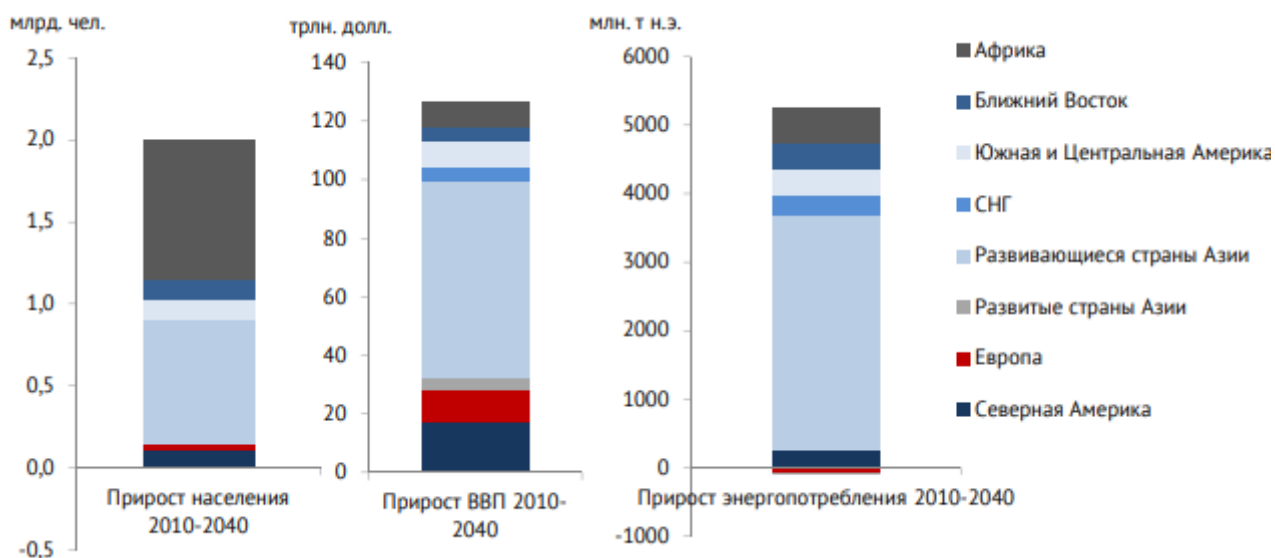 млрд. чел.
2,5
2,0
1,5
1,0
0,5
0,0
-0,5
Прирост населения
2010-2040
трлн. долл.
140
120
100
80
60
40
20
0
Прирост ВВП 2010-
2040
млн. т н.э.
6000
5000
4000
3000
2000
1000
0
-1000
Прирост энергопотребления 2010-2040
Африка
Ближний Восток
Южная и Центральная Америка
СНГ
Развивающиеся страны Азии
Развитые страны Азии
Европа
Северная Америка